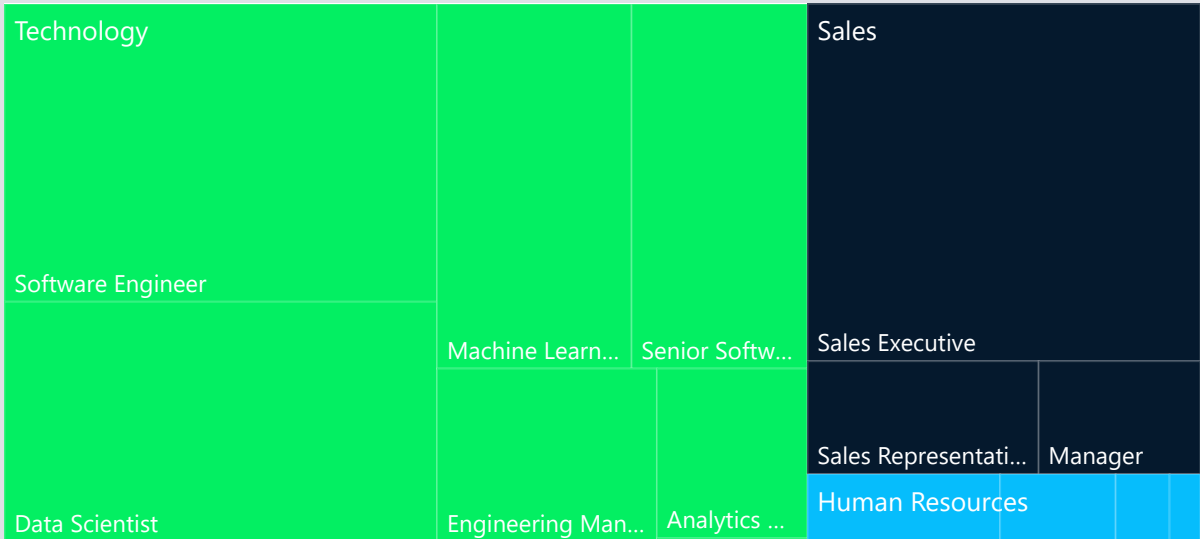 Technology
Software Engineer
Data Scientist
Machine Learn...
Senior Softw...
Engineering Man...
Analytics ...
Sales
Sales Executive
Sales Representati...
Manager
Human Resources